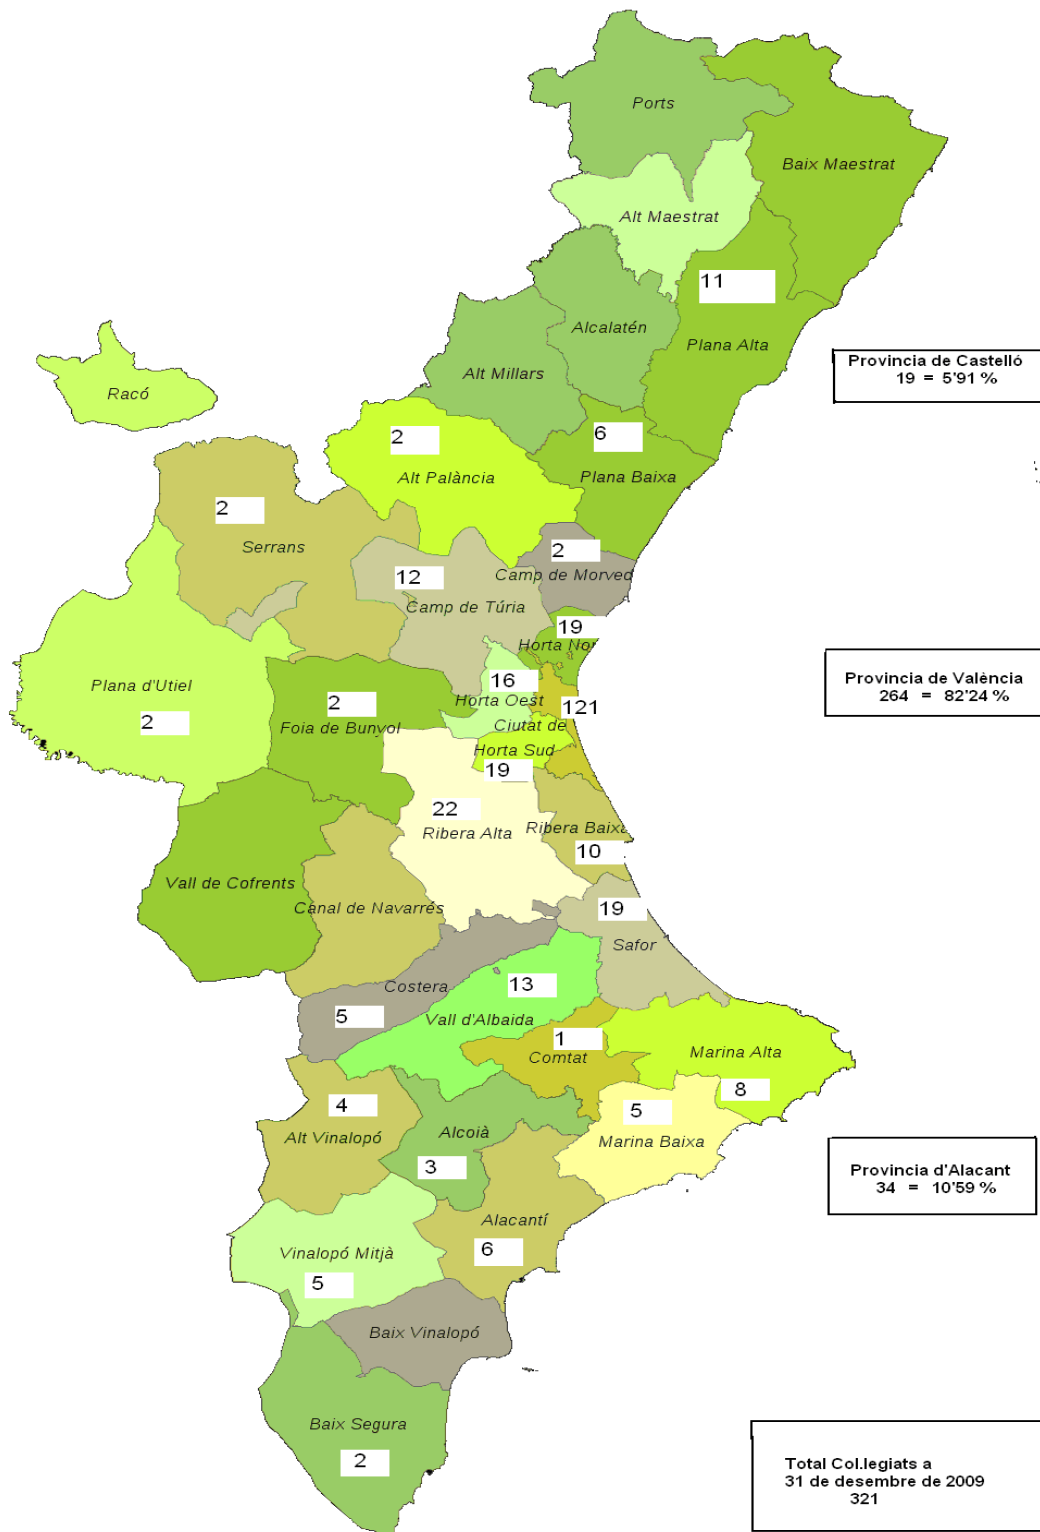 Ports
Baix Maestrat
Alt Maestrat
11
Alcalatén
Plana Alta
Alt Millars
Provincia de Castelló
19 = 5'91 %
Racó
2
Alt Palància
6
Plana Baixa
2
Serrans
2
Camp de Morved
12
Camp de Túria
19
Horta Nor
16
Horta Oest
Plana d'Utiel
2
2
Foia de Bunyol
121
Ciutat de
Horta Sud
19
Provincia de València
264 = 82'24 %
22
Ribera Alta
Ribera Baixa
10
Vall de Cofrents
Canal de Navarrés
19
Safor
Costera
5
13
Vall d'Albaida
1
Comtat
Marina Alta
8
4
Alt Vinalopó
Alcoià
3
5
Marina Baixa
Provincia d'Alacant
34 = 10'59 %
Alacantí
6
Vinalopó Mitjà
5
Baix Vinalopó
Baix Segura
2
Total Col.legiats a
31 de desembre de 2009
321